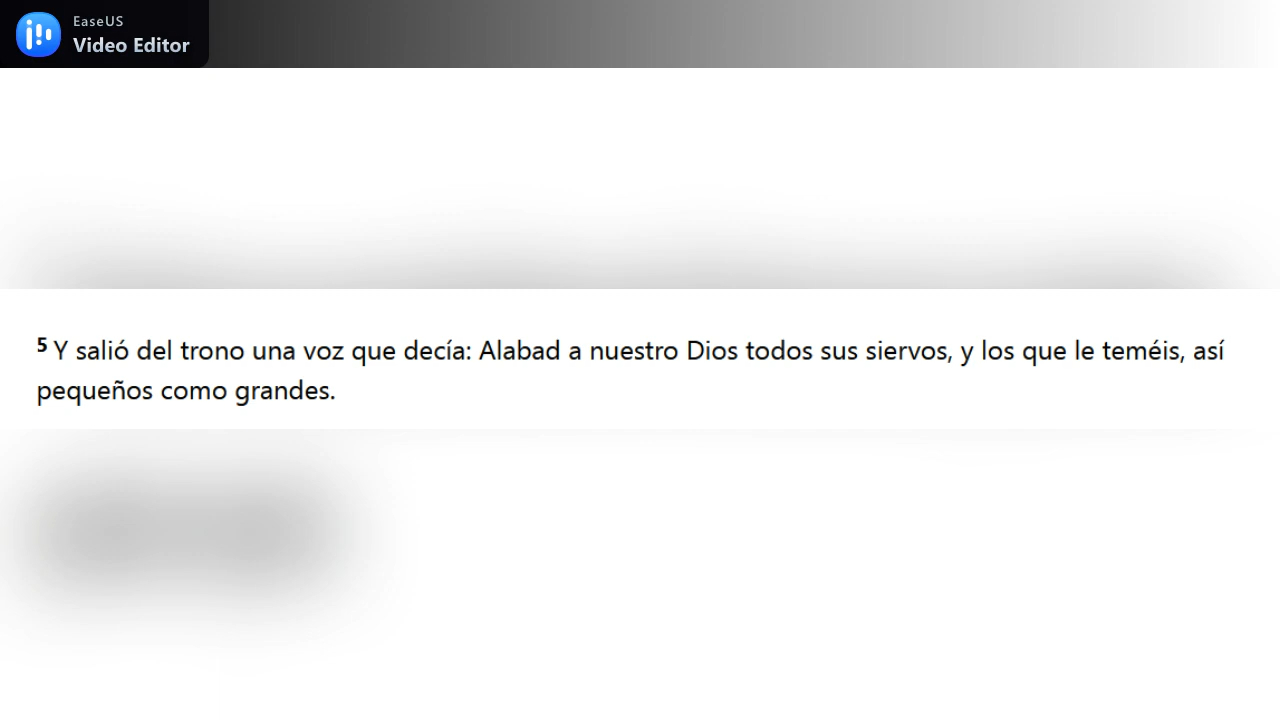 EaseUS
Video Editor
5 Y salió del trono una voz que decía: Alabad a nuestro Dios todos sus siervos, y los que le teméis, así
pequeños como grandes.